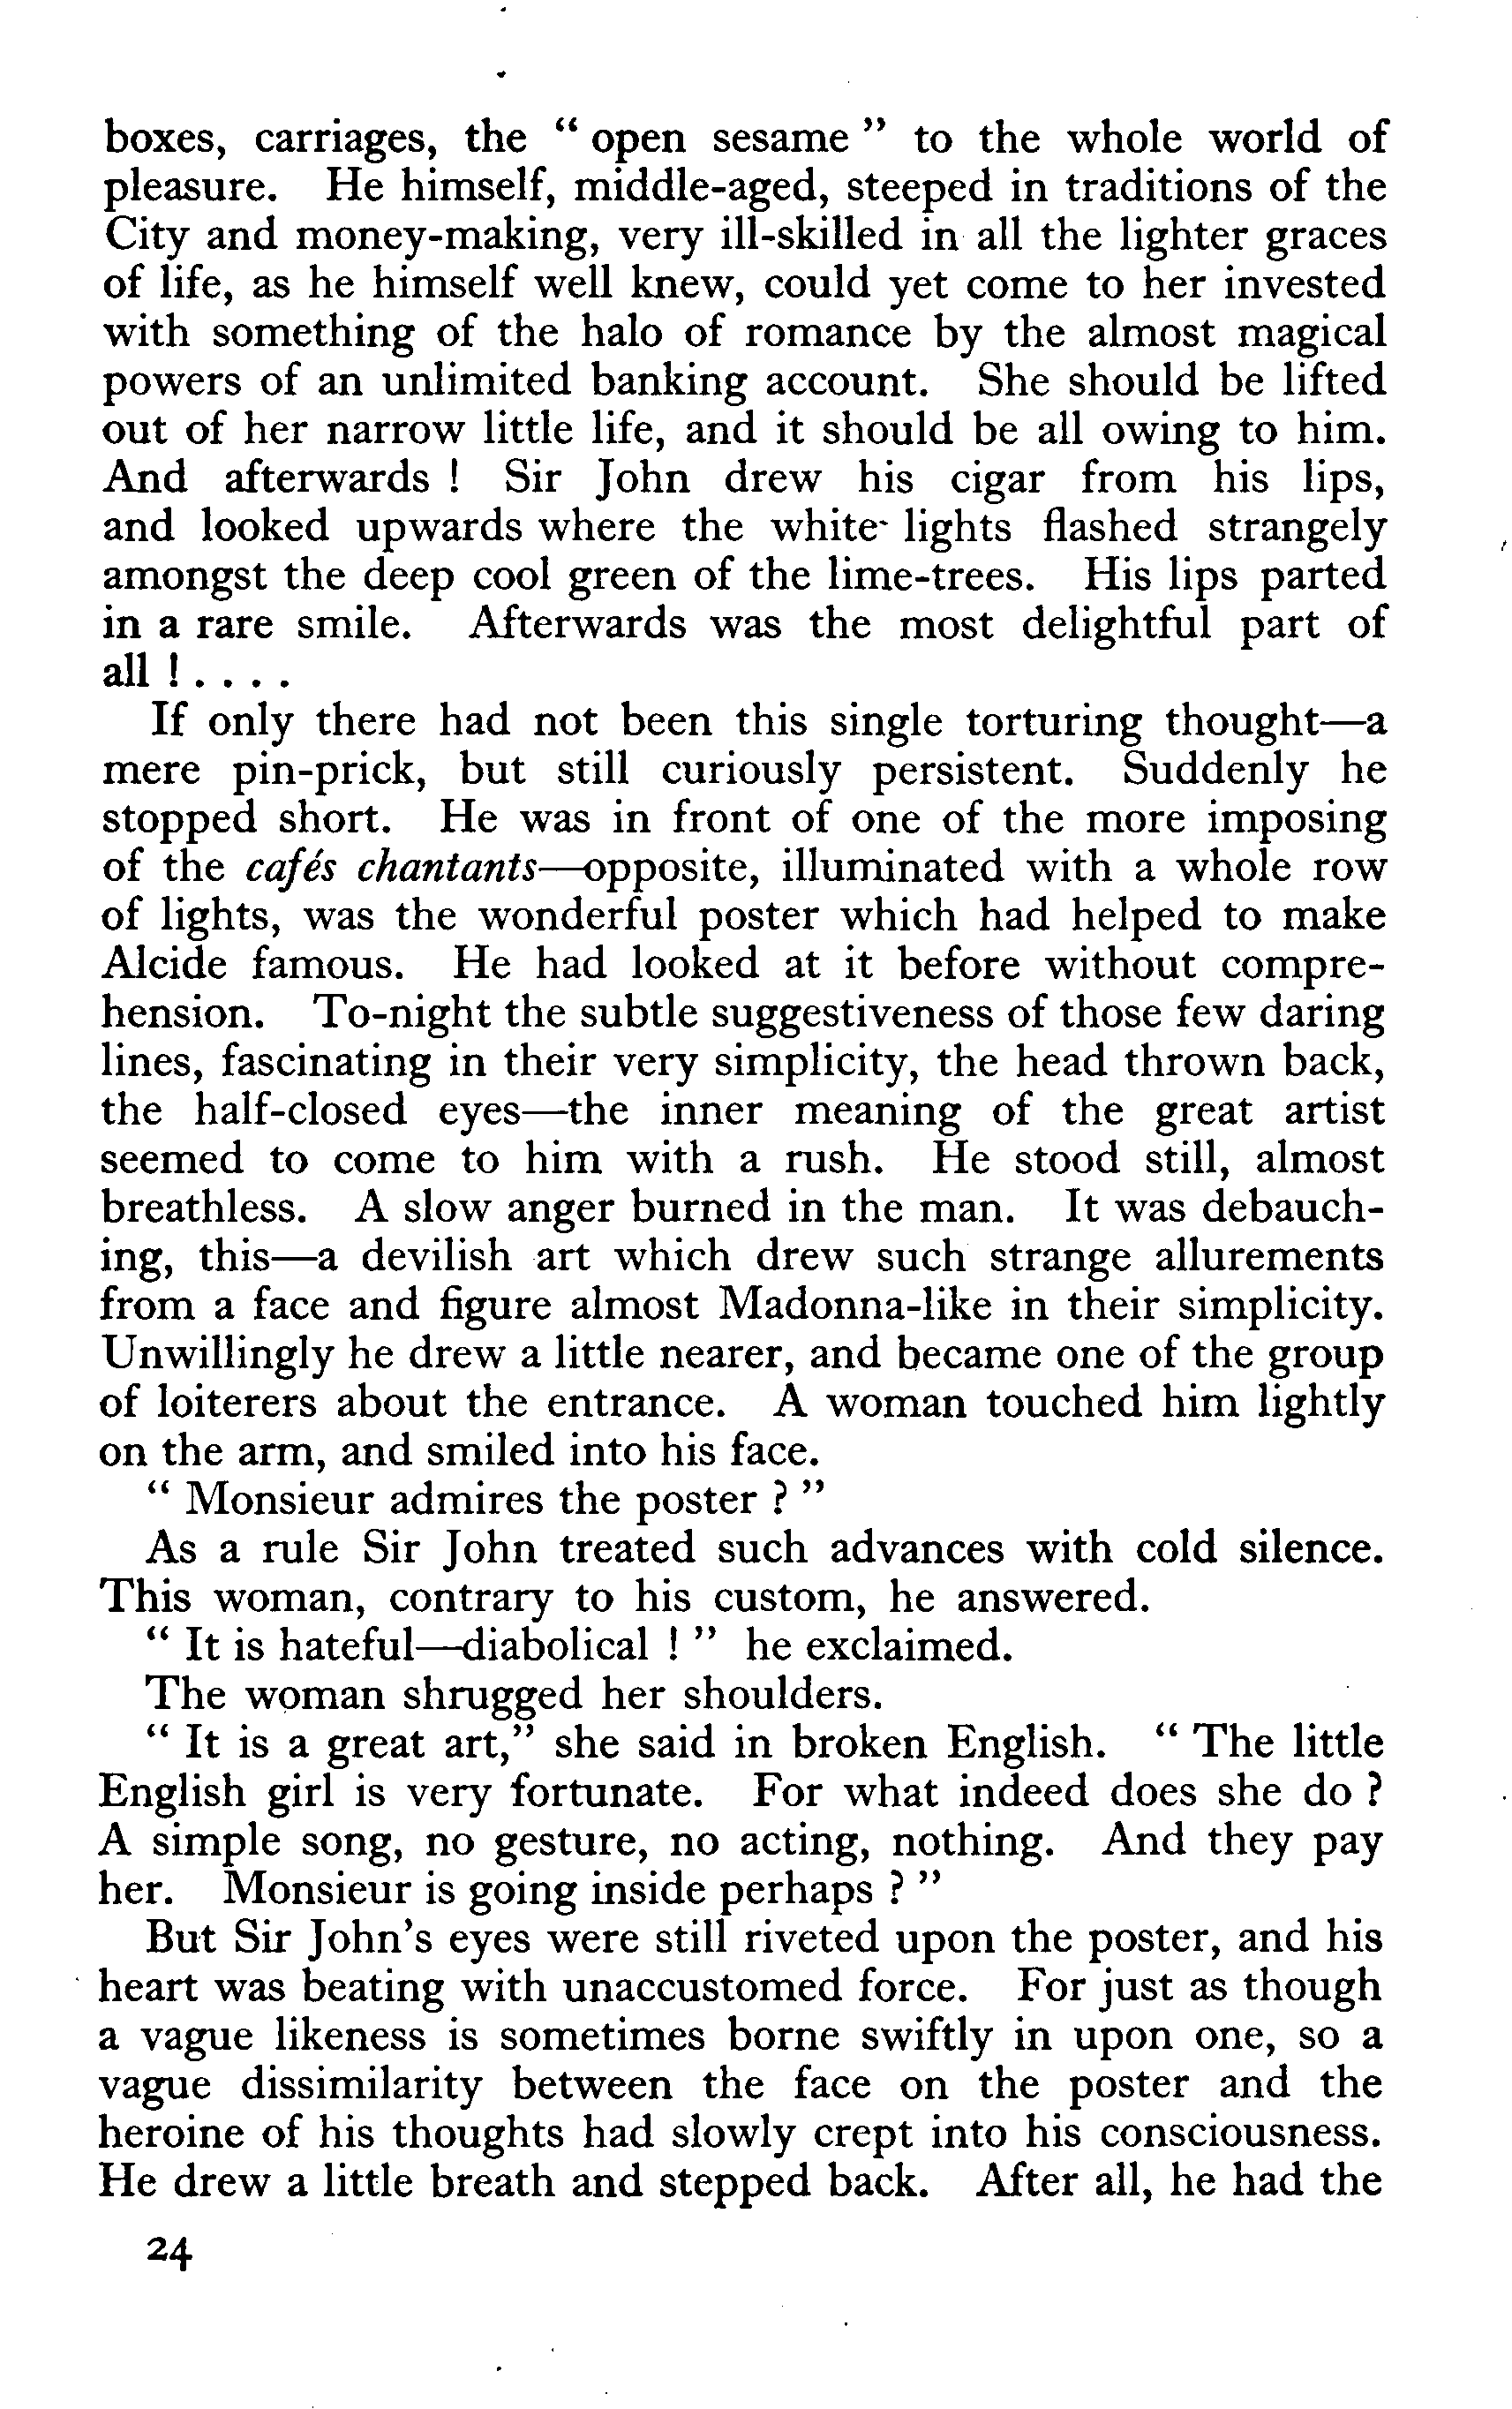 boxes, carriages, the “ open sesame ” to the whole world of
pleasure. He himself, middle-aged, steeped in traditions of the
City and money-making, very ill-skilled in all the lighter graces
of life, as he himself well knew, could yet come to her invested
with something of the halo of romance by the almost magical
powers of an unlimited banking account. She should be lifted
out of her narrow little life, and it should be all owing to him.
And afterwards ! Sir John drew his cigar from his lips,
and looked upwards where the white lights flashed strangely
amongst the deep cool green of the lime-trees. His lips parted
in a rare smile. Afterwards was the most delightful part of
all ! . . . .
If only there had not been this single torturing thought—a
mere pin-prick, but still curiously persistent. Suddenly he
stopped short. He was in front of one of the more imposing
of the cafés chantants—opposite, illuminated with a whole row
of lights, was the wonderful poster which had helped to make
Alcide famous. He had looked at it before without compre-
hension. To-night the subtle suggestiveness of those few daring
lines, fascinating in their very simplicity, the head thrown back,
the half-closed eyes—the inner meaning of the great artist
seemed to come to him with a rush. He stood still, almost
breathless. A slow anger burned in the man. It was debauch-
ing, this—a devilish art which drew such strange allurements
from a face and figure almost Madonna-like in their simplicity.
Unwillingly he drew a little nearer, and became one of the group
of loiterers about the entrance. A woman touched him lightly
on the arm, and smiled into his face.
“ Monsieur admires the poster ? ”
As a rule Sir John treated such advances with cold silence.
This woman, contrary to his custom, he answered.
“ It is hateful—diabolical ! ” he exclaimed.
The woman shrugged her shoulders.
“ It is a great art,” she said in broken English. “ The little
English girl is very fortunate. For what indeed does she do ?
A simple song, no gesture, no acting, nothing. And they pay
her. Monsieur is going inside perhaps ? ”
But Sir John’s eyes were still riveted upon the poster, and his
heart was beating with unaccustomed force. For just as though
a vague likeness is sometimes borne swiftly in upon one, so a
vague dissimilarity between the face on the poster and the
heroine of his thoughts had slowly crept into his consciousness.
He drew a little breath and stepped back. After all, he had the
24